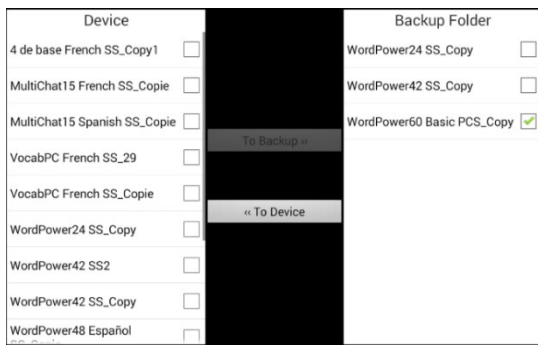 Device
4 de base French SS_Copy1
MultiChat15 French SS_Copie
MultiChat15 Spanish SS_Copie
VocabPC French SS_29
VocabPC French SS_Copie
WordPower24 SS_Copy
WordPower42 SS2
WordPower42 SS_Copy
WordPower48 Español
To Backup »
« To Device
Backup Folder
WordPower24 SS_Copy
WordPower42 SS_Copy
WordPower60 Basic PCS_Copy